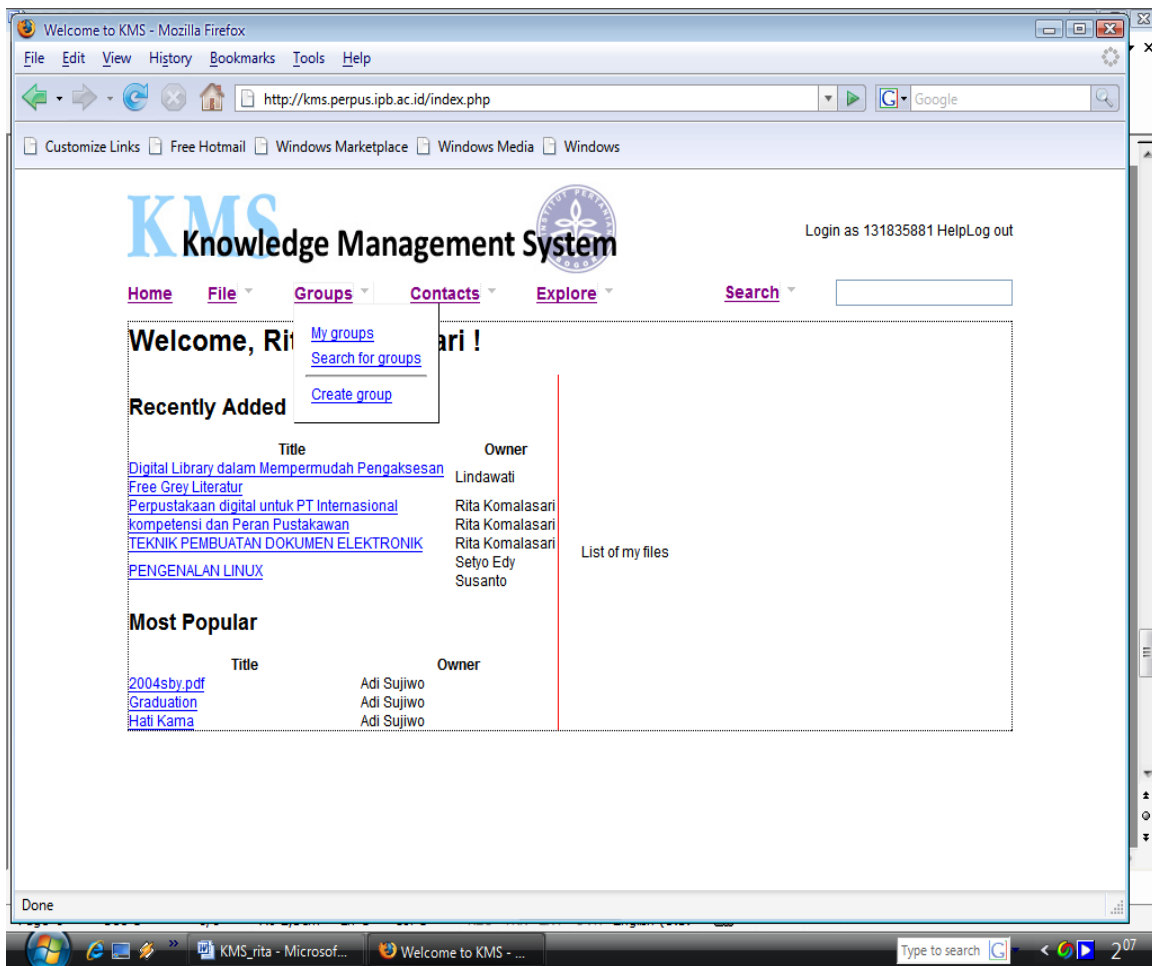 Welcome to KMS - Mozilla Firefox
File Edit View History Bookmarks Tools Help
http://kms.perpus.ipb.ac.id/index.php
G Google
Customize Links Free Hotmail Windows Marketplace Windows Media Windows
KMS
Knowledge Management System
INSTITUT PERTANIAN BOGOR
Login as 131835881 HelpLog out
Home File Groups Contacts Explore Search
My groups
Search for groups
Create group
Welcome, Rit ari !
Recently Added
Title Owner
Digital Library dalam Mempermudah Pengaksesan
Free Grey Literatur
Lindawati
Perpustakaan digital untuk PT Internasional Rita Komalasari
kompetensi dan Peran Pustakawan Rita Komalasari
TEKNIK PEMBUATAN DOKUMEN ELEKTRONIK Rita Komalasari
PENGENALAN LINUX
Setyo Edy
Susanto
List of my files
Most Popular
Title Owner
2004sby.pdf Adi Sujiwo
Graduation Adi Sujiwo
Hati Kama Adi Sujiwo
Done
KMS_rita - Microsof... Welcome to KMS - ... Type to search G 2 07